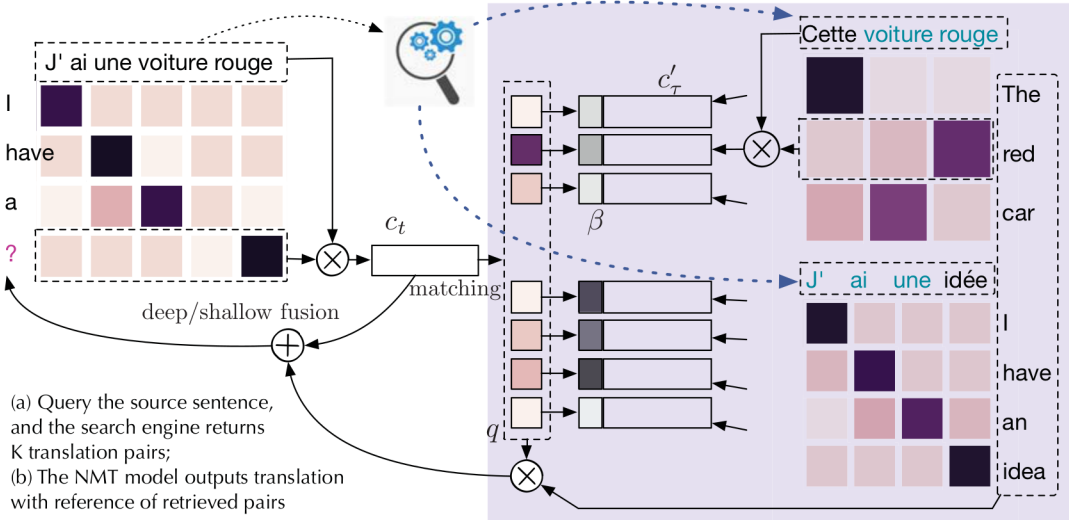 J' ai une voiture rouge
I
have
a
?
c_t
matching
deep/shallow fusion
(a) Query the source sentence,
and the search engine returns
K translation pairs;
(b) The NMT model outputs translation
with reference of retrieved pairs
c'_τ
β
q
Cette voiture rouge
The
red
car
J' ai une idée
I
have
an
idea